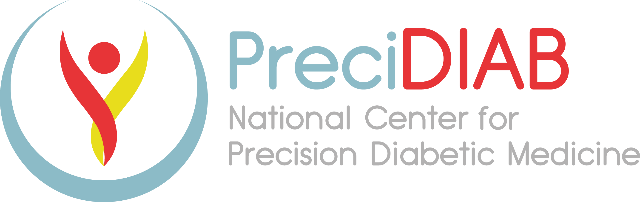 PreciDIAB
National Center for
Precision Diabetic Medicine